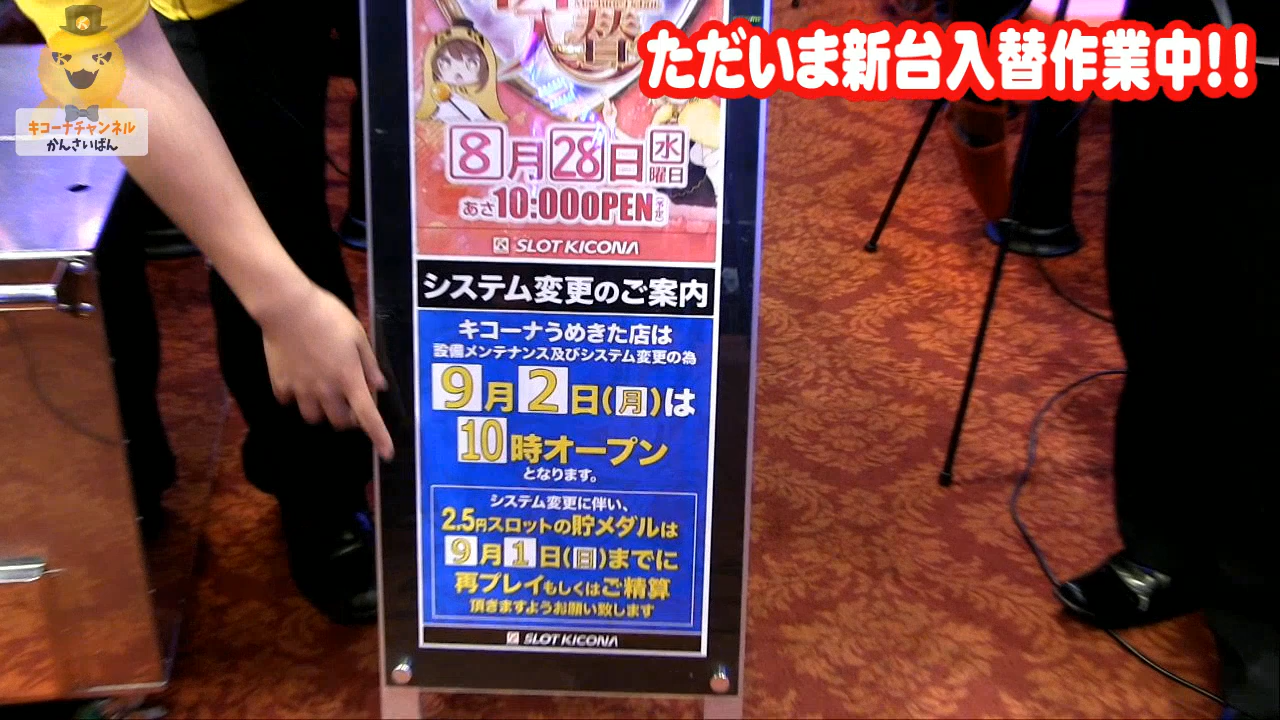 ただいま新台入替作業中!!
キコーナチャンネル
かんさいばん
8月28日水曜日
あさ10:00OPEN(予定)
SLOT KICONA
システム変更のご案内
キコーナうめきた店は
設備メンテナンス及びシステム変更の為
9月2日(月)は
10時オープン
となります。
システム変更に伴い、
2.5円スロットの貯メダルは
9月1日(日)までに
再プレイもしくはご精算
頂きますようお願い致します
SLOT KICONA